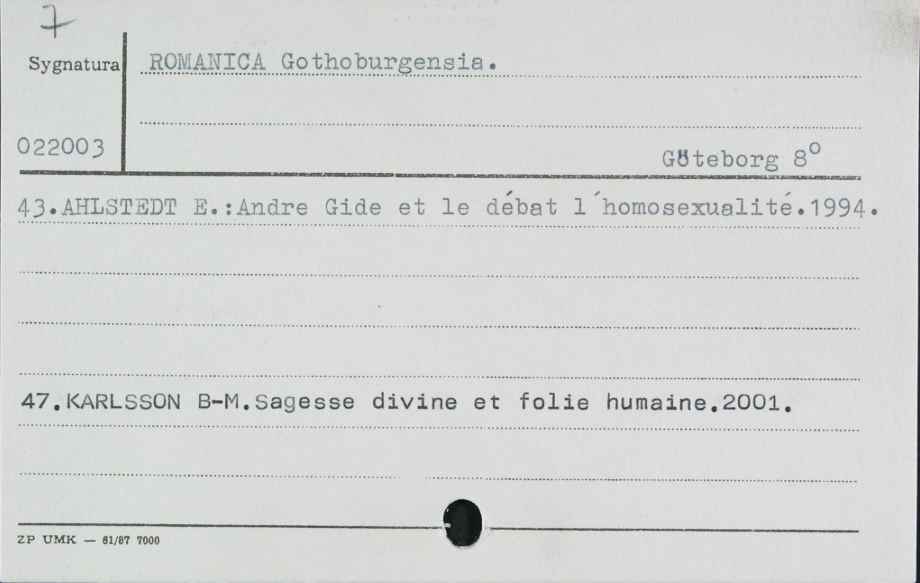 7
Sygnatura
ROMANICA Gothoburgensia.
022003
Göteborg 8°
43.AHLSTEDT E.:Andre Gide et le débat l´homosexualité.1994.
47.KARLSSON B-M.Sagesse divine et folie humaine.2001.
ZP UMK — 61/87 7000